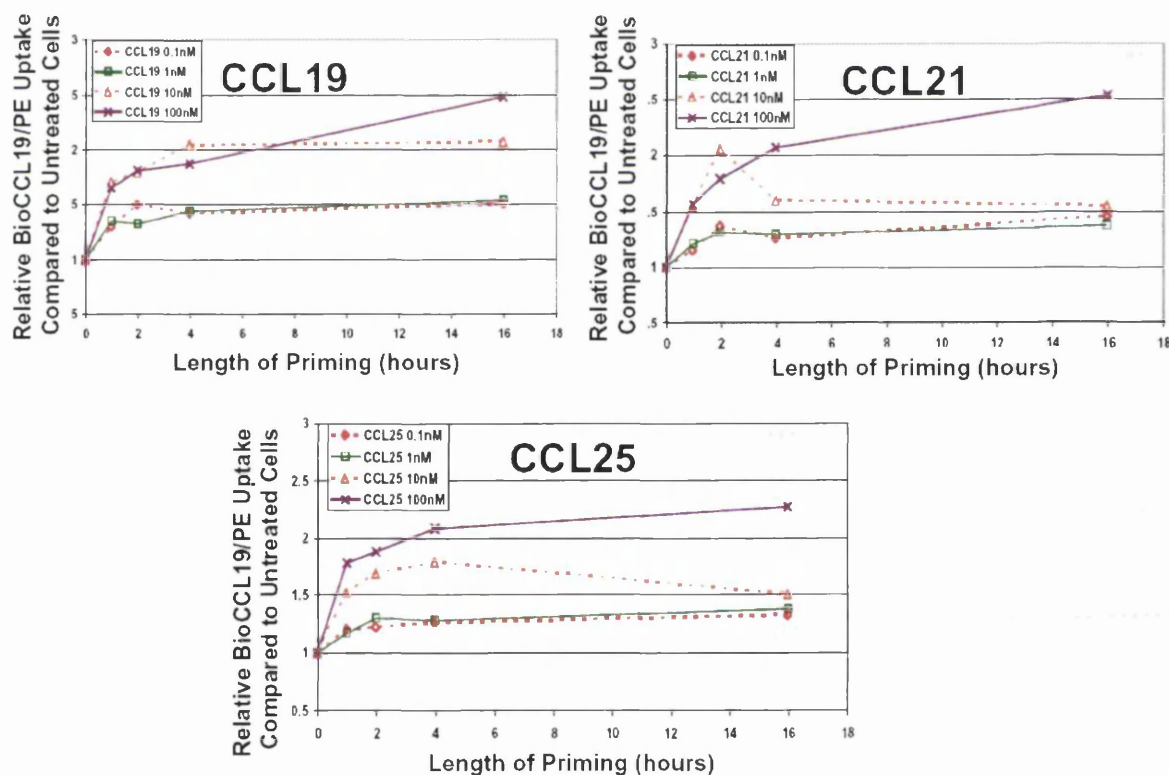 Relative BioCCL19/PE Uptake
Compared to Untreated Cells
CCL19
CCL19 0.1nM
CCL19 1nM
CCL19 10nM
CCL19 100nM
3
5
2
5
1
5
0 2 4 6 8 10 12 14 16 18
Length of Priming (hours)
Relative BioCCL19/PE Uptake
Compared to Untreated Cells
CCL21
CCL21 0.1nM
CCL21 1nM
CCL21 10nM
CCL21 100nM
3
.5
2
.5
1
.5
0 2 4 6 8 10 12 14 16 18
Length of Priming (hours)
Relative BioCCL19/PE Uptake
Compared to Untreated Cells
CCL25
CCL25 0.1nM
CCL25 1nM
CCL25 10nM
CCL25 100nM
3
2.5
2
1.5
1
0.5
0 2 4 6 8 10 12 14 16 18
Length of Priming (hours)